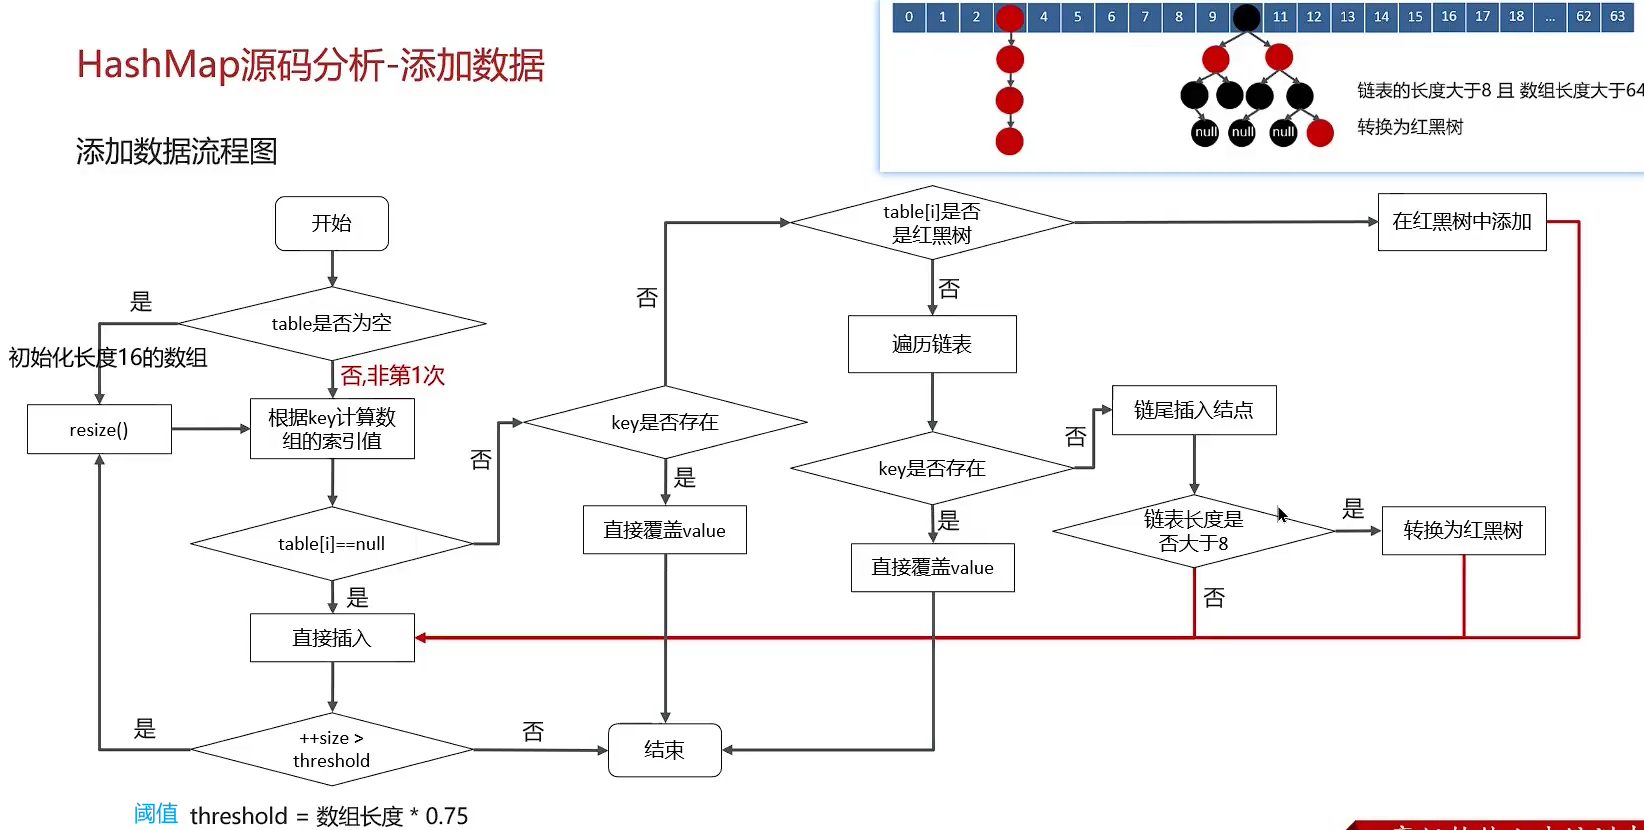 0 1 2 4 5 6 7 8 9 11 12 13 14 15 16 17 18 ... 62 63
HashMap源码分析-添加数据
链表的长度大于8 且 数组长度大于64
转换为红黑树
null null null
添加数据流程图
开始
table是否为空
是
初始化长度16的数组
否,非第1次
resize()
根据key计算数
组的索引值
table[i]==null
否
是
直接插入
++size >
threshold
是
否
key是否存在
否
是
直接覆盖value
结束
table[i]是否
是红黑树
否
在红黑树中添加
遍历链表
key是否存在
否
是
直接覆盖value
链尾插入结点
链表长度是
否大于8
是
否
转换为红黑树
阈值 threshold = 数组长度 * 0.75